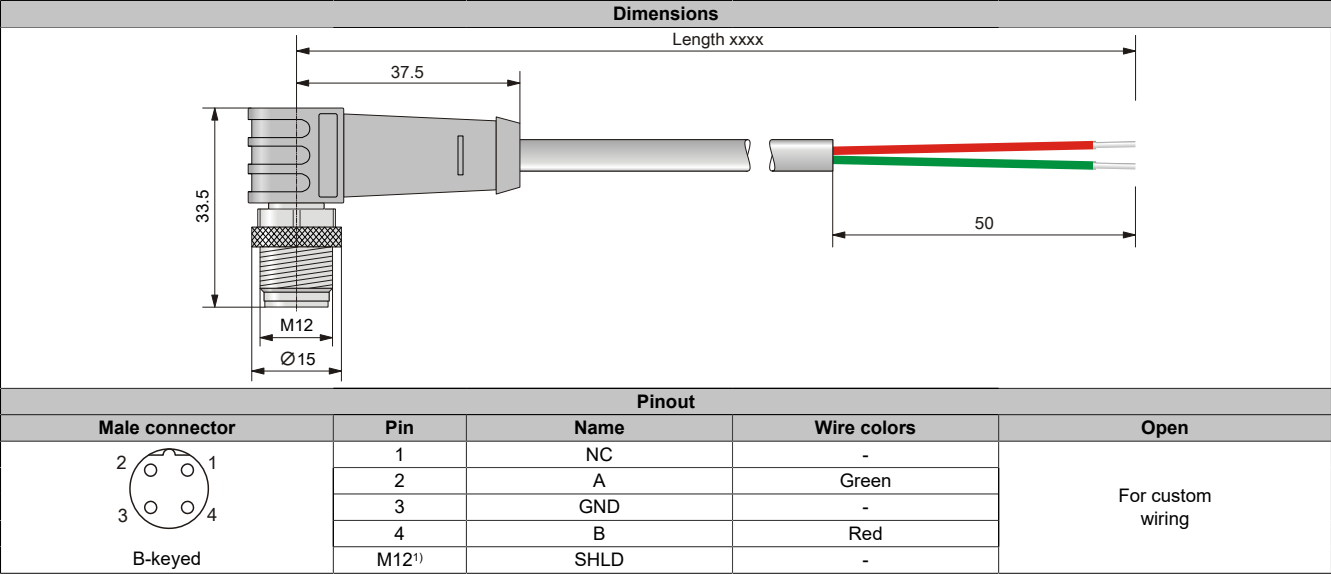 Dimensions
Length xxxx
37.5
33.5
50
M12
Ø15
Pinout
Male connector Pin Name Wire colors Open
2 1
3 4
B-keyed
1 NC -
2 A Green
3 GND -
4 B Red
M12 1) SHLD -
For custom
wiring